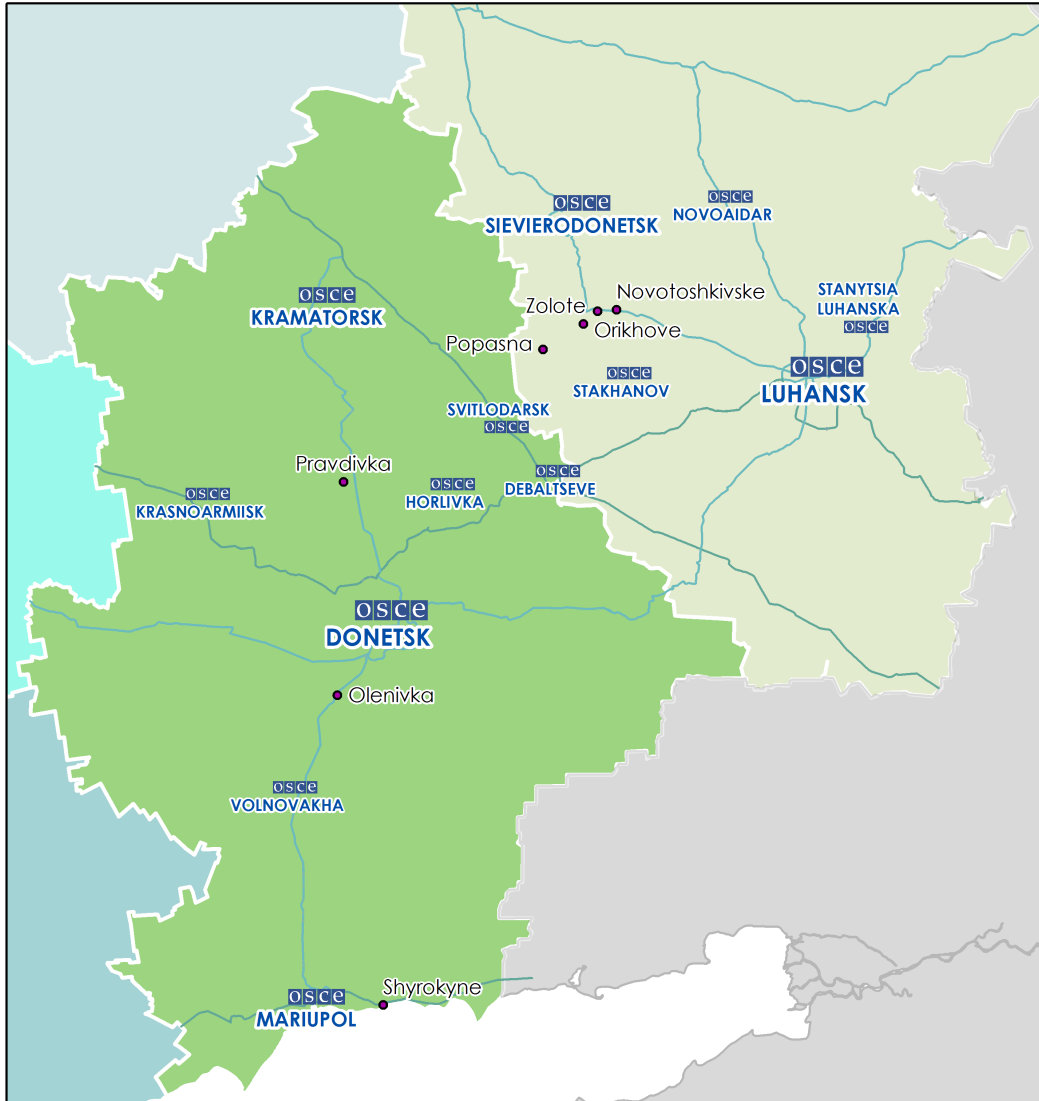 osce
SIEVIERODONETSK
osce
NOVOAIDAR
osce
KRAMATORSK
STANYTSIA
LUHANSKA
osce
Zolote
Novotoshkivske
Orikhove
Popasna
osce
STAKHANOV
osce
LUHANSK
SVITLODARSK
osce
Pravdivka
osce
KRASNOARMIISK
osce
HORLIVKA
osce
DEBALTSEVE
osce
DONETSK
Olenivka
osce
VOLNOVAKHA
Shyrokyne
osce
MARIUPOL